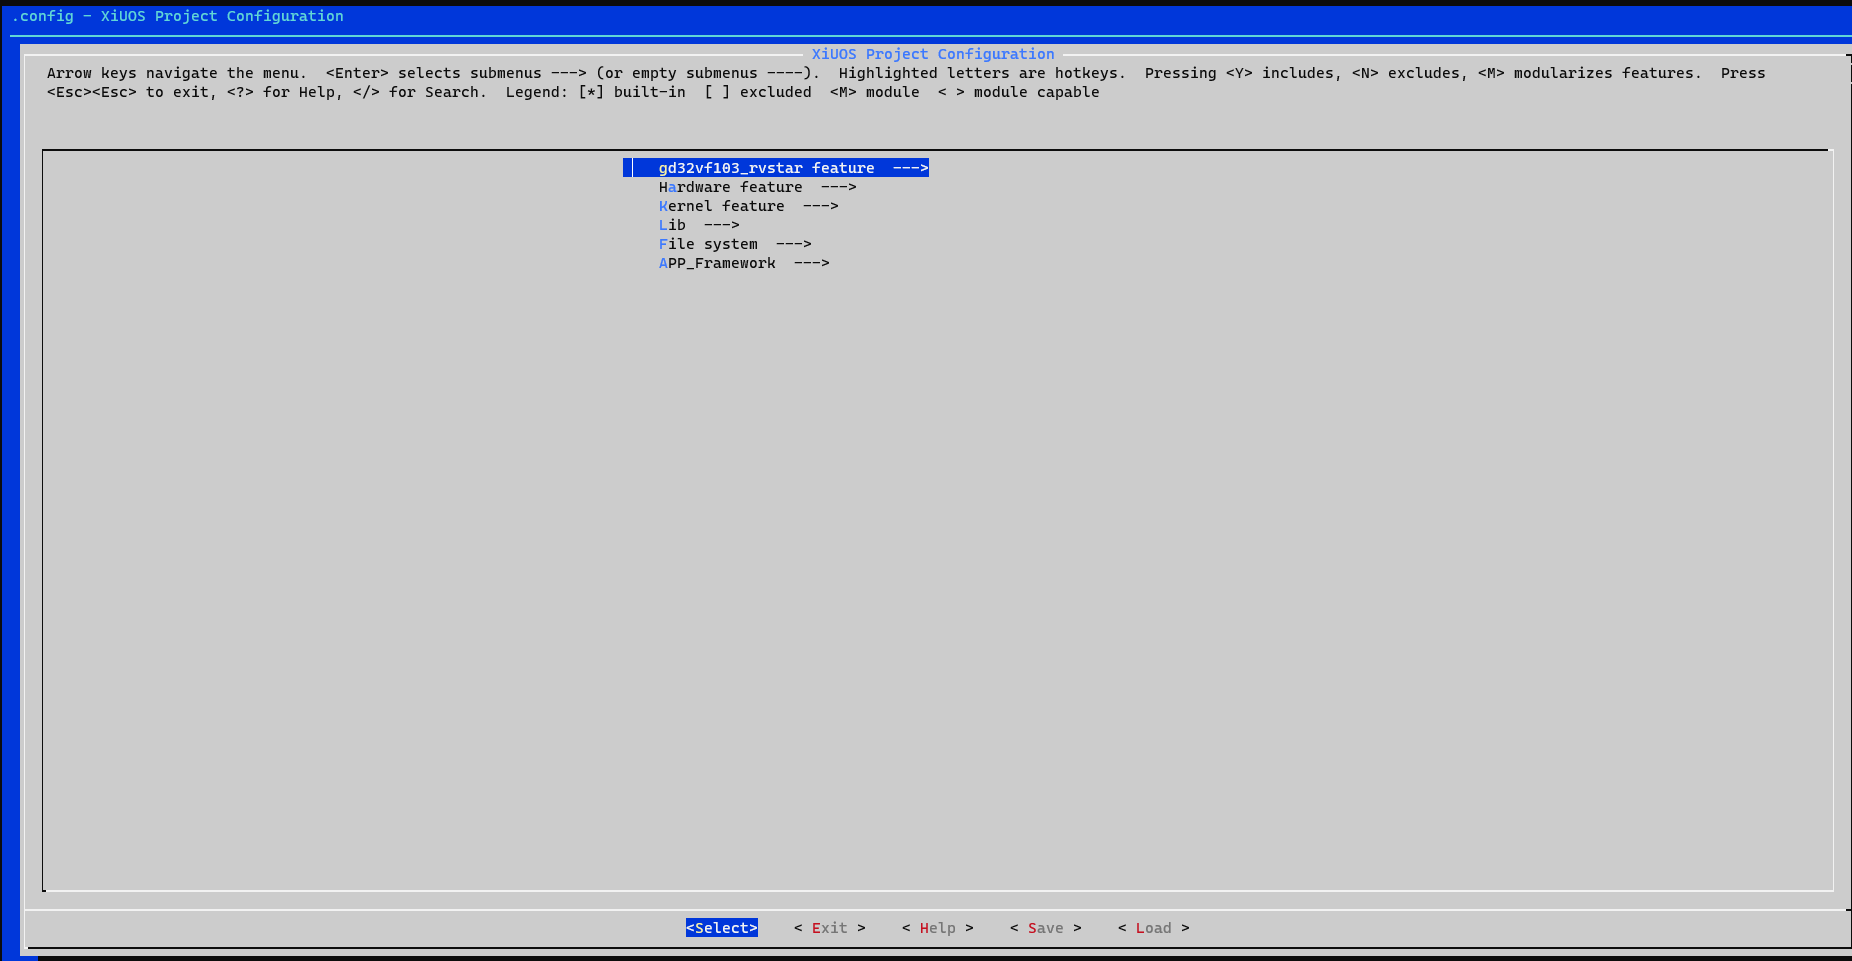 .config - XiUOS Project Configuration
XiUOS Project Configuration
Arrow keys navigate the menu.  <Enter> selects submenus ---> (or empty submenus ----).  Highlighted letters are hotkeys.  Pressing <Y> includes, <N> excludes, <M> modularizes features.  Press
<Esc><Esc> to exit, <?> for Help, </> for Search.  Legend: [*] built-in  [ ] excluded  <M> module  < > module capable
gd32vf103_rvstar feature  --->
Hardware feature  --->
Kernel feature  --->
Lib  --->
File system  --->
APP_Framework  --->
<Select>    < Exit >    < Help >    < Save >    < Load >